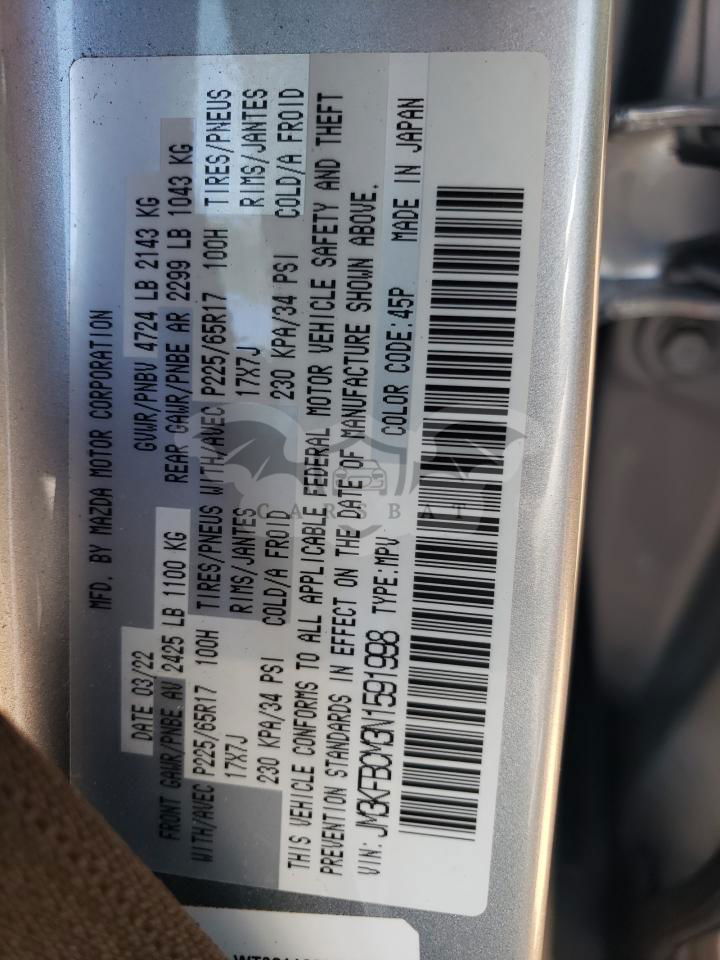 MFD. BY MAZDA MOTOR CORPORATION
DATE 03/22 GVWR/PNBV 4724 LB 2143 KG
FRONT GAWR/PNBE AV 2425 LB 1100 KG REAR GAWR/PNBE AR 2299 LB 1043 KG
WITH/AVEC P225/65R17 100H TIRES/PNEUS WITH/AVEC P225/65R17 100H TIRES/PNEUS
17X7J RIMS/JANTES 17X7J RIMS/JANTES
230 KPA/34 PSI COLD/A FROID 230 KPA/34 PSI COLD/A FROID
THIS VEHICLE CONFORMS TO ALL APPLICABLE FEDERAL MOTOR VEHICLE SAFETY AND THEFT
PREVENTION STANDARDS IN EFFECT ON THE DATE OF MANUFACTURE SHOWN ABOVE.
VIN: JM3KFBCM3N1591998 TYPE:MPV COLOR CODE:45P MADE IN JAPAN
CARSBAT